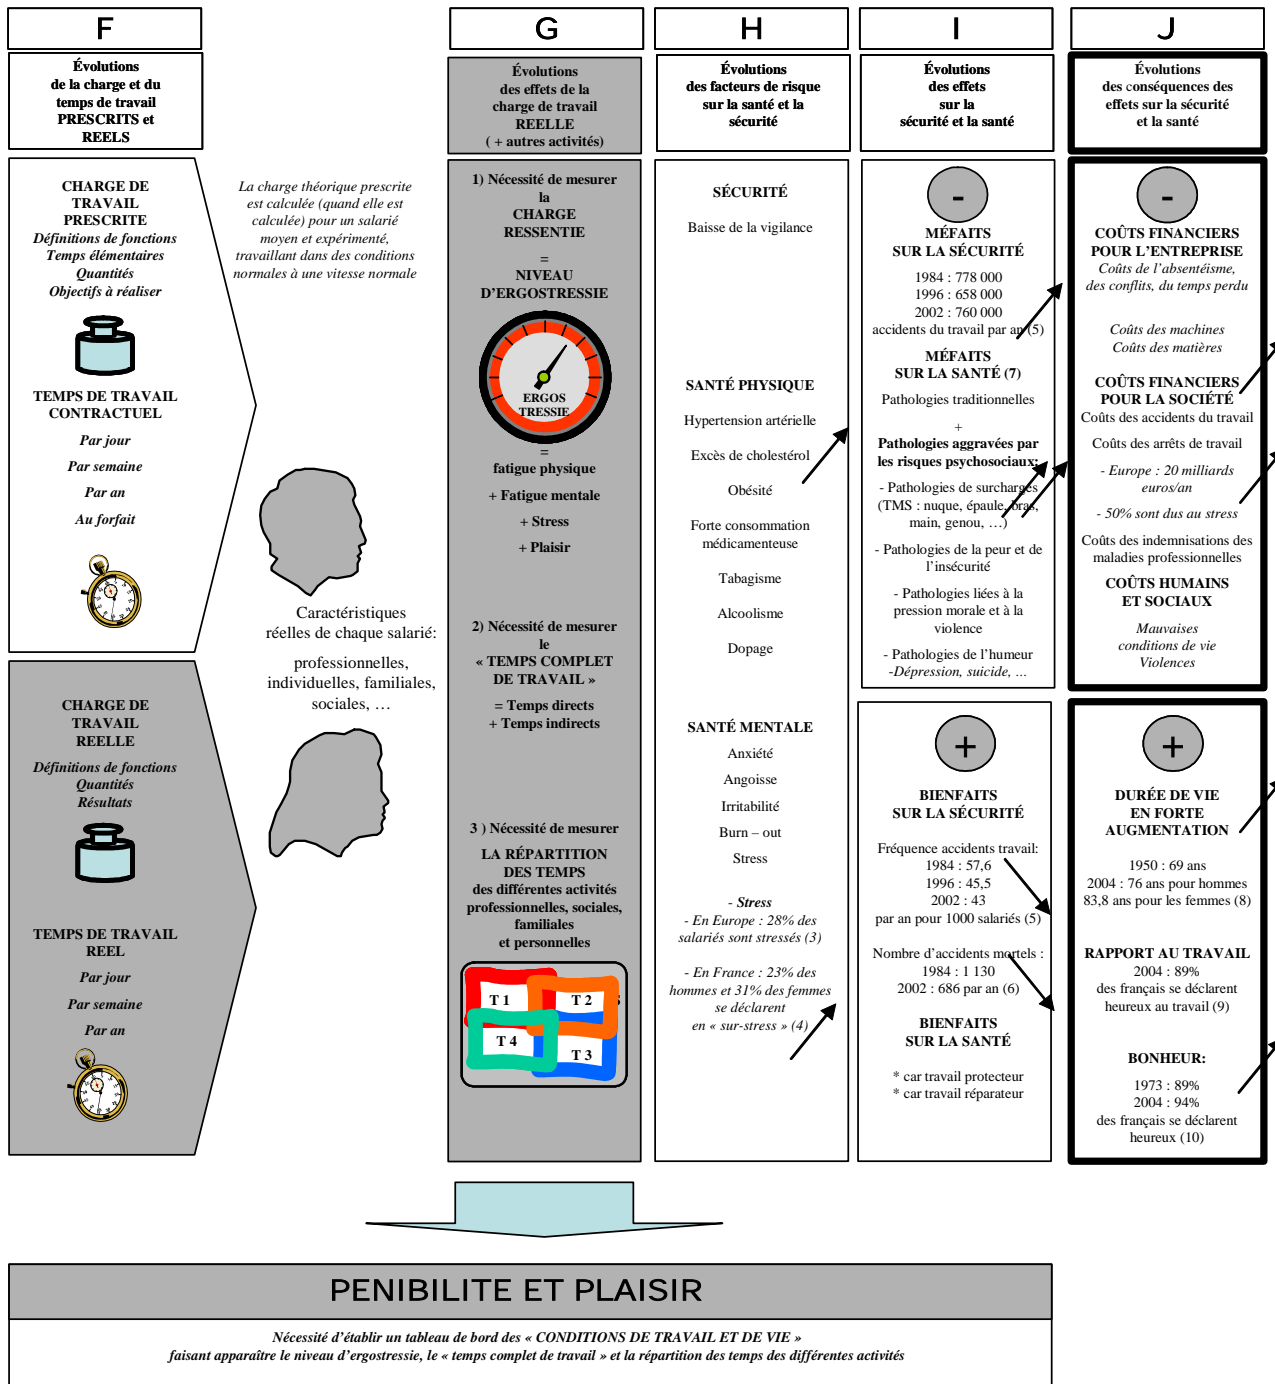 F
Évolutions
de la charge et du
temps de travail
PRESCRITS et
REELS
CHARGE DE
TRAVAIL
PRESCRITE
Définitions de fonctions
Temps élémentaires
Quantités
Objectifs à réaliser
TEMPS DE TRAVAIL
CONTRACTUEL
Par jour
Par semaine
Par an
Au forfait
CHARGE DE
TRAVAIL
REELLE
Définitions de fonctions
Quantités
Résultats
TEMPS DE TRAVAIL
REEL
Par jour
Par semaine
Par an
La charge théorique prescrite
est calculée (quand elle est
calculée) pour un salarié
moyen et expérimenté,
travaillant dans des conditions
normales à une vitesse normale
Caractéristiques
réelles de chaque salarié:
professionnelles,
individuelles, familiales,
sociales, …
G
Évolutions
des effets de la
charge de travail
REELLE
( + autres activités)
1) Nécessité de mesurer
la
CHARGE
RESSENTIE
=
NIVEAU
D’ERGOSTRESSIE
ERGOS
TRESSIE
=
fatigue physique
+ Fatigue mentale
+ Stress
+ Plaisir
2) Nécessité de mesurer
le
« TEMPS COMPLET
DE TRAVAIL »
= Temps directs
+ Temps indirects
3 ) Nécessité de mesurer
LA RÉPARTITION
DES TEMPS
des différentes activités
professionnelles, sociales,
familiales
et personnelles
T 1
T 2
T 4
T 3
H
Évolutions
des facteurs de risque
sur la santé et la
sécurité
SÉCURITÉ
Baisse de la vigilance
SANTÉ PHYSIQUE
Hypertension artérielle
Excès de cholestérol
Obésité
Forte consommation
médicamenteuse
Tabagisme
Alcoolisme
Dopage
SANTÉ MENTALE
Anxiété
Angoisse
Irritabilité
Burn – out
Stress
- Stress
- En Europe : 28% des
salariés sont stressés (3)
- En France : 23% des
hommes et 31% des femmes
se déclarent
en « sur-stress » (4)
I
Évolutions
des effets
sur la
sécurité et la santé
-
MÉFAITS
SUR LA SÉCURITÉ
1984 : 778 000
1996 : 658 000
2002 : 760 000
accidents du travail par an (5)
MÉFAITS
SUR LA SANTÉ (7)
Pathologies traditionnelles
+
Pathologies aggravées par
les risques psychosociaux:
- Pathologies de surcharges
(TMS : nuque, épaule, bras,
main, genou, …)
- Pathologies de la peur et de
l’insécurité
- Pathologies liées à la
pression morale et à la
violence
- Pathologies de l’humeur
-Dépression, suicide, ...
+
BIENFAITS
SUR LA SÉCURITÉ
Fréquence accidents travail:
1984 : 57,6
1996 : 45,5
2002 : 43
par an pour 1000 salariés (5)
Nombre d’accidents mortels :
1984 : 1 130
2002 : 686 par an (6)
BIENFAITS
SUR LA SANTÉ
* car travail protecteur
* car travail réparateur
J
Évolutions
des conséquences des
effets sur la sécurité
et la santé
-
COÛTS FINANCIERS
POUR L’ENTREPRISE
Coûts de l’absentéisme,
des conflits, du temps perdu
Coûts des machines
Coûts des matières
COÛTS FINANCIERS
POUR LA SOCIÉTÉ
Coûts des accidents du travail
Coûts des arrêts de travail
- Europe : 20 milliards
euros/an
- 50% sont dus au stress
Coûts des indemnisations des
maladies professionnelles
COÛTS HUMAINS
ET SOCIAUX
Mauvaises
conditions de vie
Violences
+
DURÉE DE VIE
EN FORTE
AUGMENTATION
1950 : 69 ans
2004 : 76 ans pour hommes
83,8 ans pour les femmes (8)
RAPPORT AU TRAVAIL
2004 : 89%
des français se déclarent
heureux au travail (9)
BONHEUR:
1973 : 89%
2004 : 94%
des français se déclarent
heureux (10)
PENIBILITE ET PLAISIR
Nécessité d’établir un tableau de bord des « CONDITIONS DE TRAVAIL ET DE VIE »
faisant apparaître le niveau d’ergostressie, le « temps complet de travail » et la répartition des temps des différentes activités